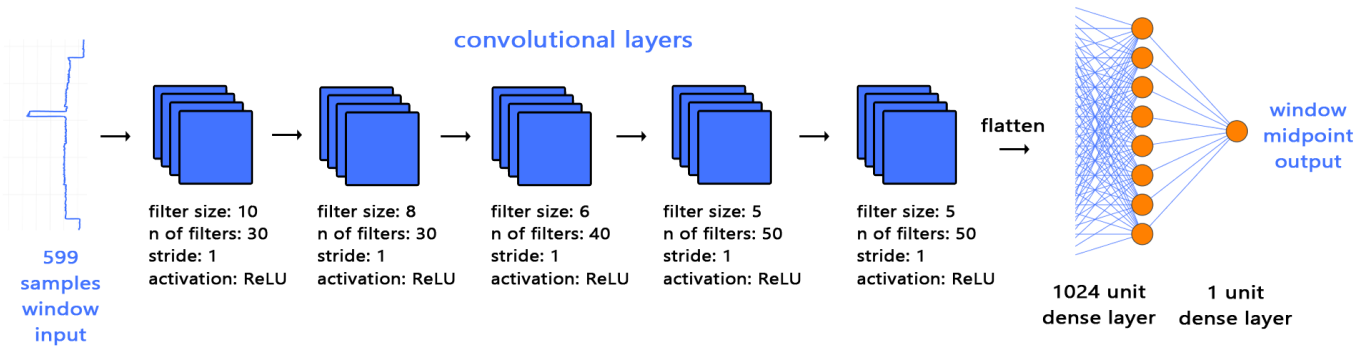 convolutional layers
599
samples
window
input
filter size: 10
n of filters: 30
stride: 1
activation: ReLU
filter size: 8
n of filters: 30
stride: 1
activation: ReLU
filter size: 6
n of filters: 40
stride: 1
activation: ReLU
filter size: 5
n of filters: 50
stride: 1
activation: ReLU
filter size: 5
n of filters: 50
stride: 1
activation: ReLU
flatten
1024 unit
dense layer
1 unit
dense layer
window
midpoint
output